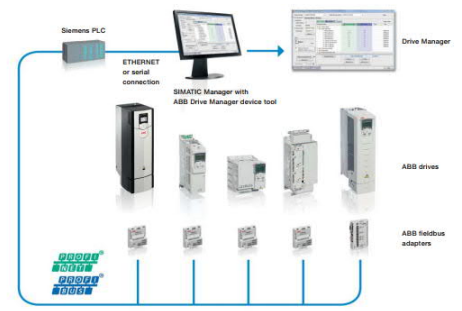 Siemens PLC
ETHERNET
or serial
connection
SIMATIC Manager with
ABB Drive Manager device tool
Drive Manager
ABB drives
ABB fieldbus
adapters
PROFI
NET
PROFI
BUS